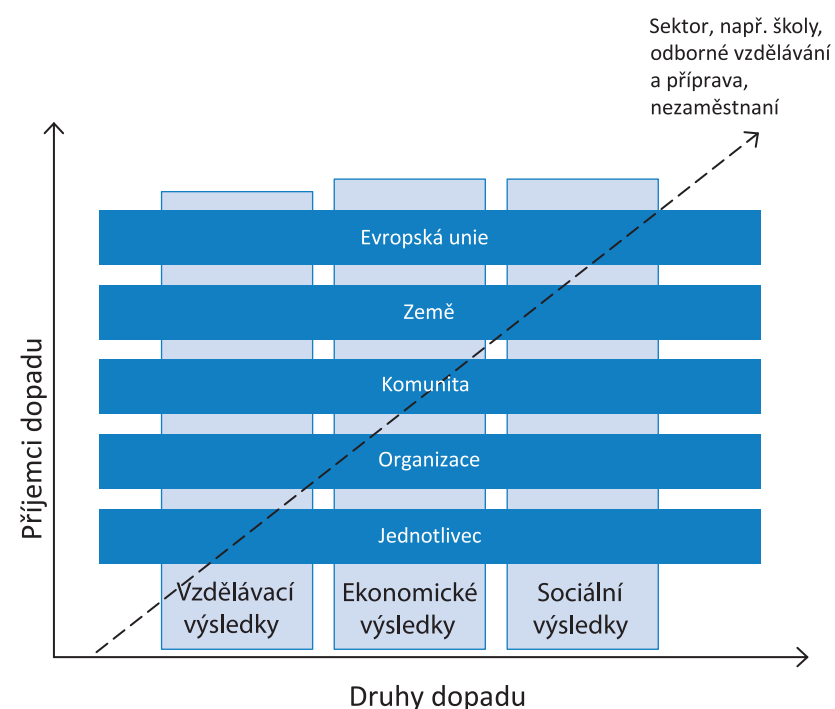 Sektor, např. školy,
odborné vzdělávání
a příprava,
nezaměstnaní
Příjemci dopadu
Evropská unie
Země
Komunita
Organizace
Jednotlivec
Vzdělávací
výsledky
Ekonomické
výsledky
Sociální
výsledky
Druhy dopadu